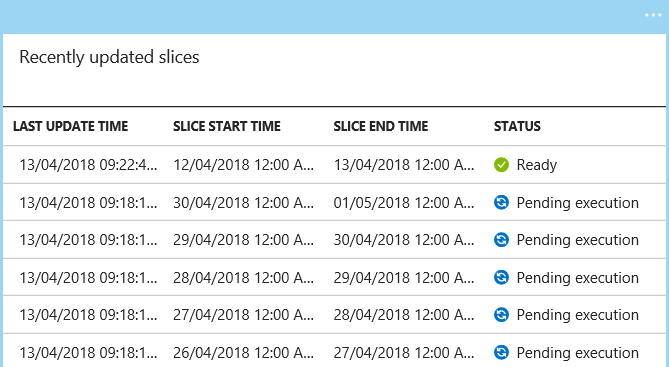 Recently updated slices
LAST UPDATE TIME SLICE START TIME SLICE END TIME STATUS
13/04/2018 09:22:4... 12/04/2018 12:00 A... 13/04/2018 12:00 A... Ready
13/04/2018 09:18:1... 30/04/2018 12:00 A... 01/05/2018 12:00 A... Pending execution
13/04/2018 09:18:1... 29/04/2018 12:00 A... 30/04/2018 12:00 A... Pending execution
13/04/2018 09:18:1... 28/04/2018 12:00 A... 29/04/2018 12:00 A... Pending execution
13/04/2018 09:18:1... 27/04/2018 12:00 A... 28/04/2018 12:00 A... Pending execution
13/04/2018 09:18:1... 26/04/2018 12:00 A... 27/04/2018 12:00 A... Pending execution